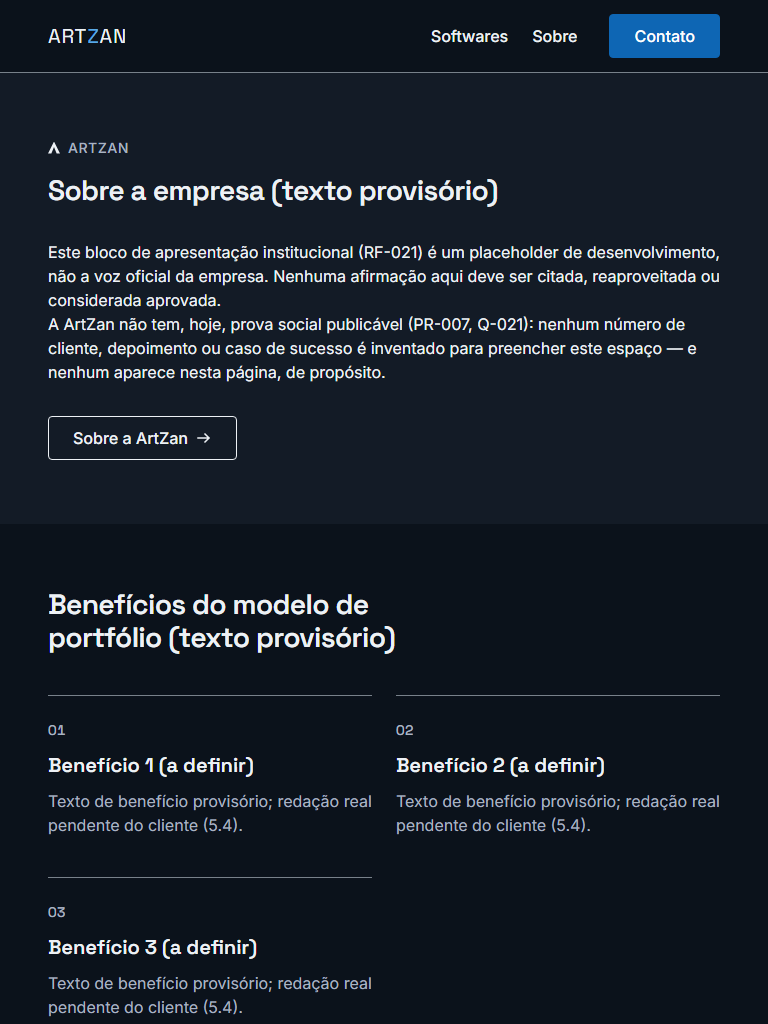 ARTZAN
Softwares
Sobre
Contato
ARTZAN
Sobre a empresa (texto provisório)
Este bloco de apresentação institucional (RF-021) é um placeholder de desenvolvimento,
não a voz oficial da empresa. Nenhuma afirmação aqui deve ser citada, reaproveitada ou
considerada aprovada.
A ArtZan não tem, hoje, prova social publicável (PR-007, Q-021): nenhum número de
cliente, depoimento ou caso de sucesso é inventado para preencher este espaço — e
nenhum aparece nesta página, de propósito.
Sobre a ArtZan →
Benefícios do modelo de
portfólio (texto provisório)
01
Benefício 1 (a definir)
Texto de benefício provisório; redação real
pendente do cliente (5.4).
02
Benefício 2 (a definir)
Texto de benefício provisório; redação real
pendente do cliente (5.4).
03
Benefício 3 (a definir)
Texto de benefício provisório; redação real
pendente do cliente (5.4).